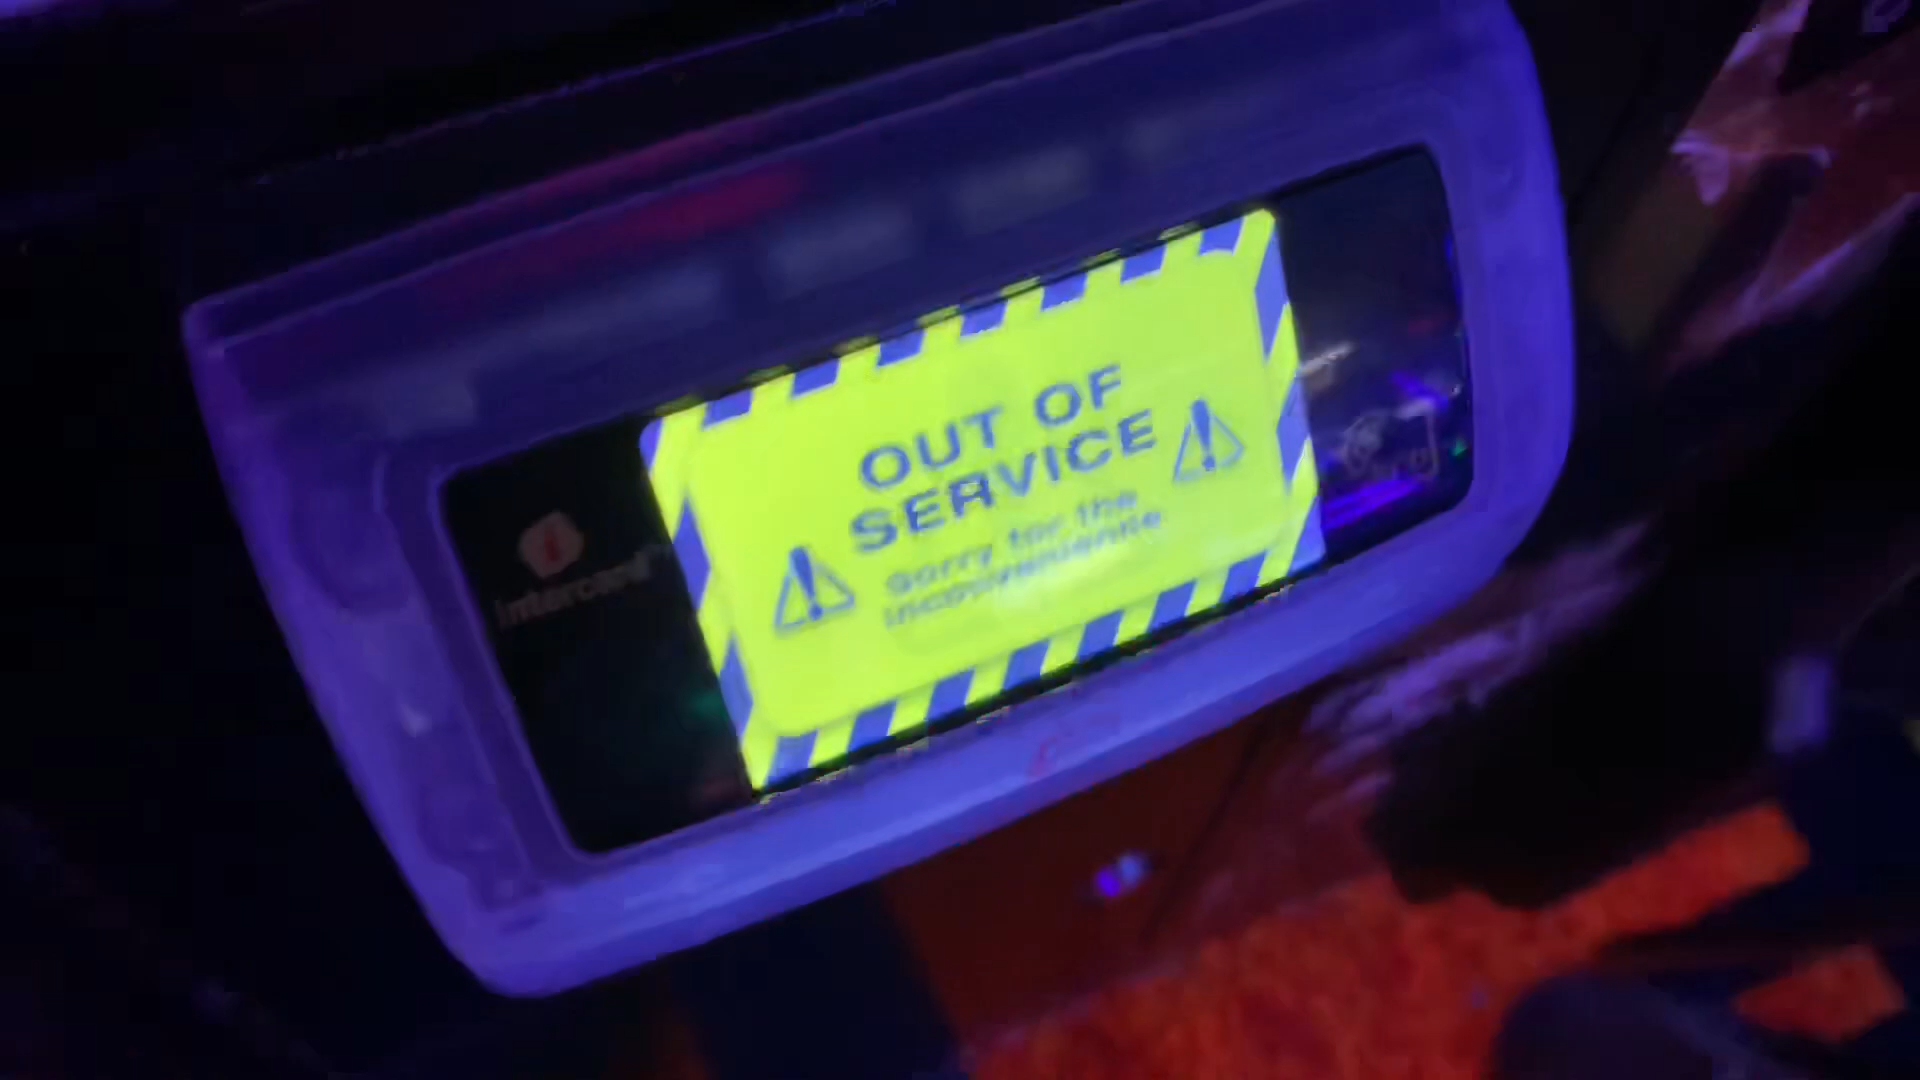 OUT OF
SERVICE
Sorry for the
inconvenience
intercard